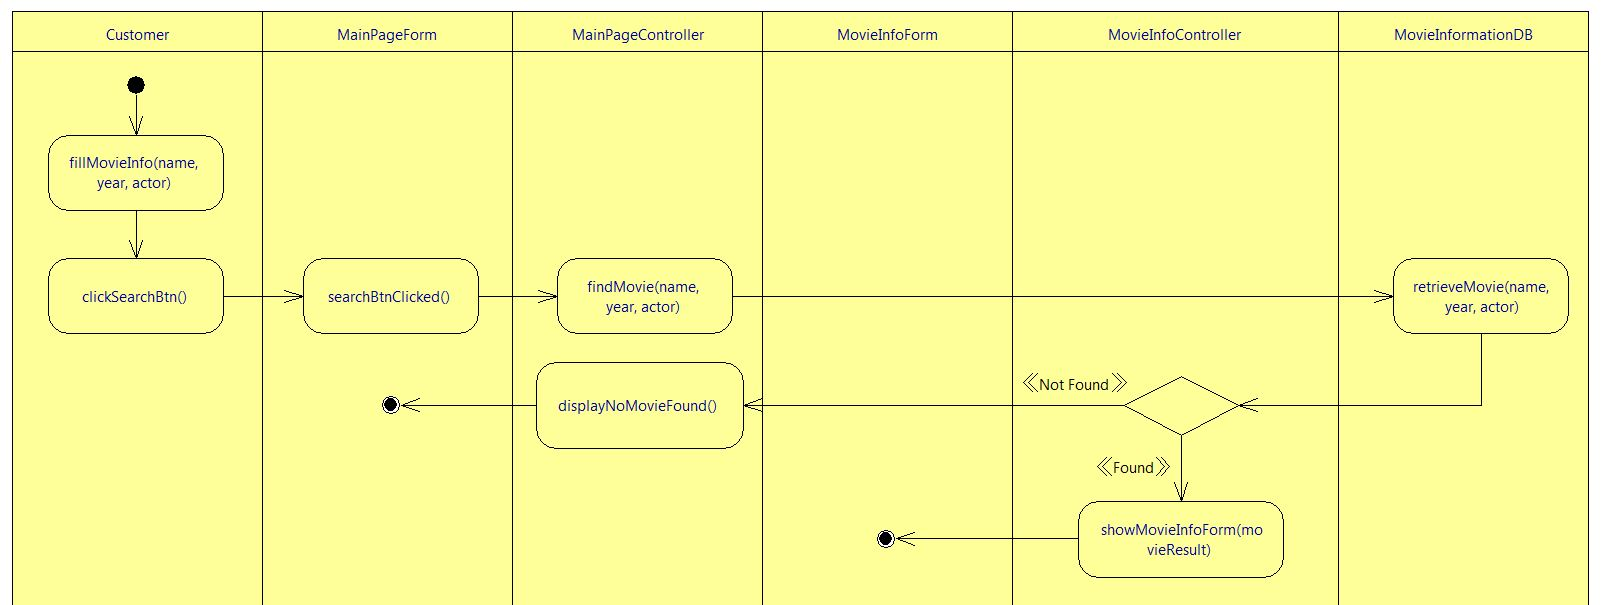 Customer
MainPageForm
MainPageController
MovieInfoForm
MovieInfoController
MovieInformationDB
fillMovieInfo(name,
year, actor)
clickSearchBtn()
searchBtnClicked()
findMovie(name,
year, actor)
retrieveMovie(name,
year, actor)
displayNoMovieFound()
《Not Found》
《Found》
showMovieInfoForm(mo
vieResult)